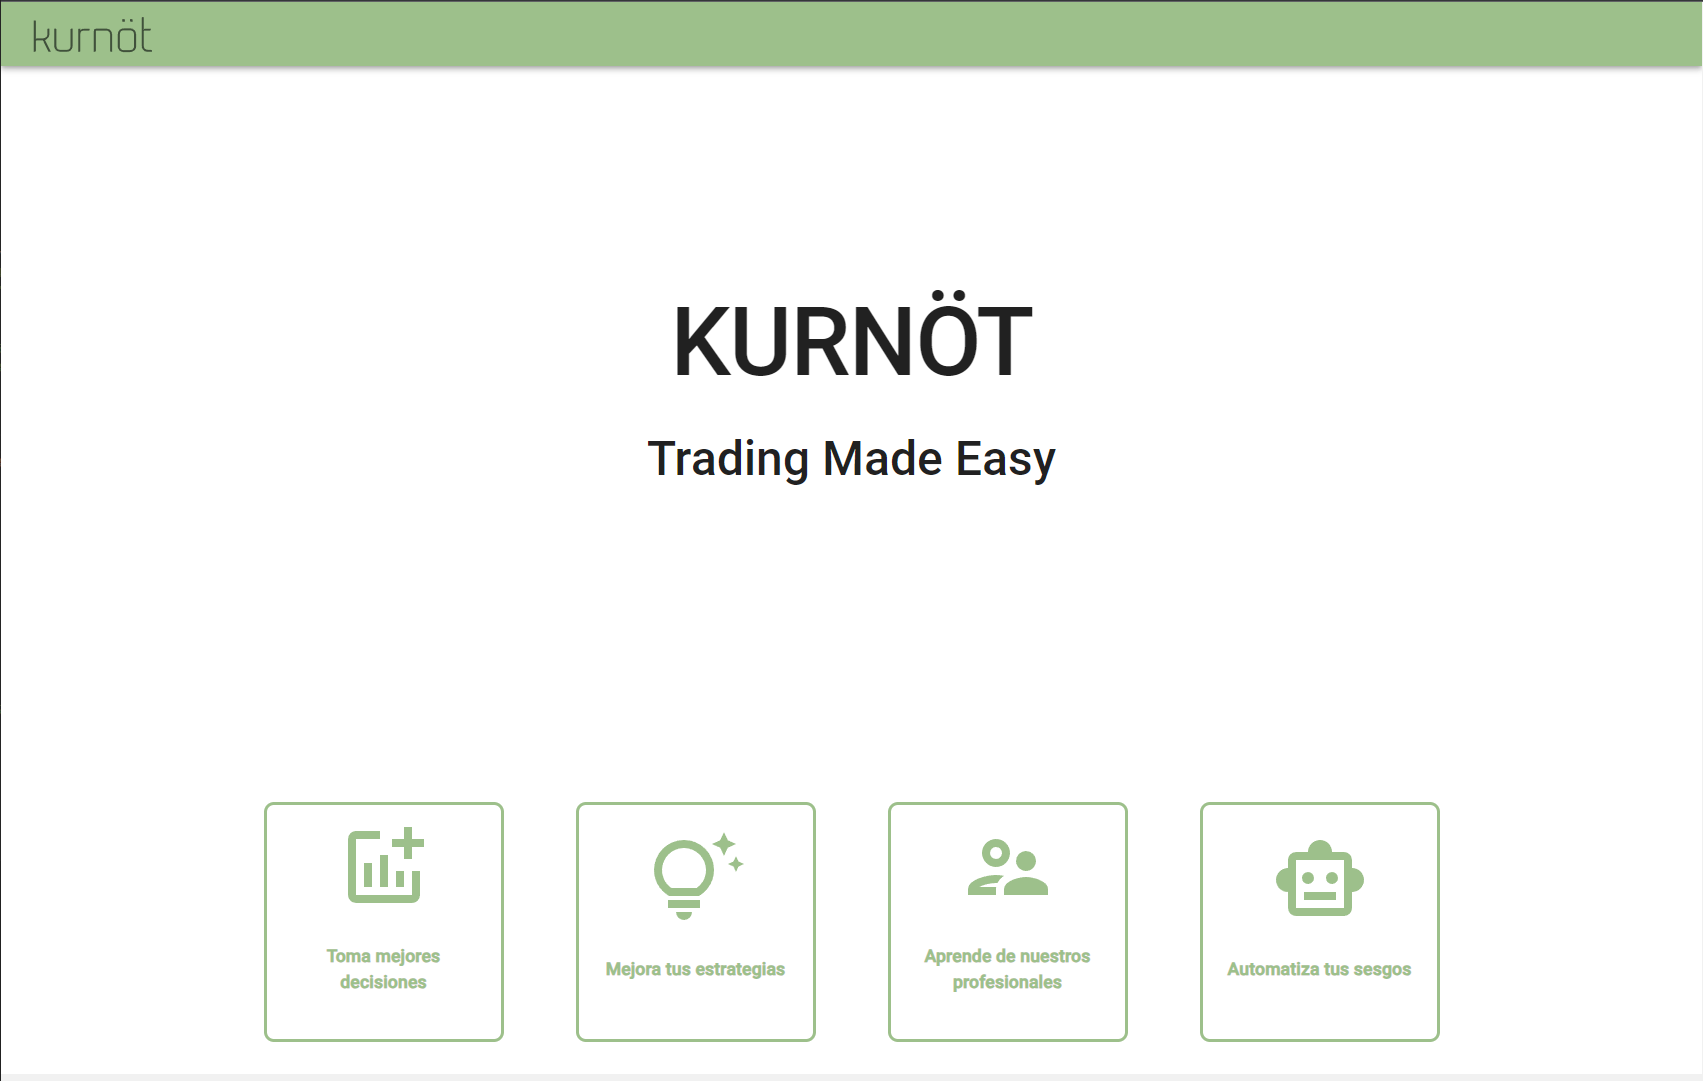 kurnöt
KURNÖT
Trading Made Easy
Toma mejores
decisiones
Mejora tus estrategias
Aprende de nuestros
profesionales
Automatiza tus sesgos